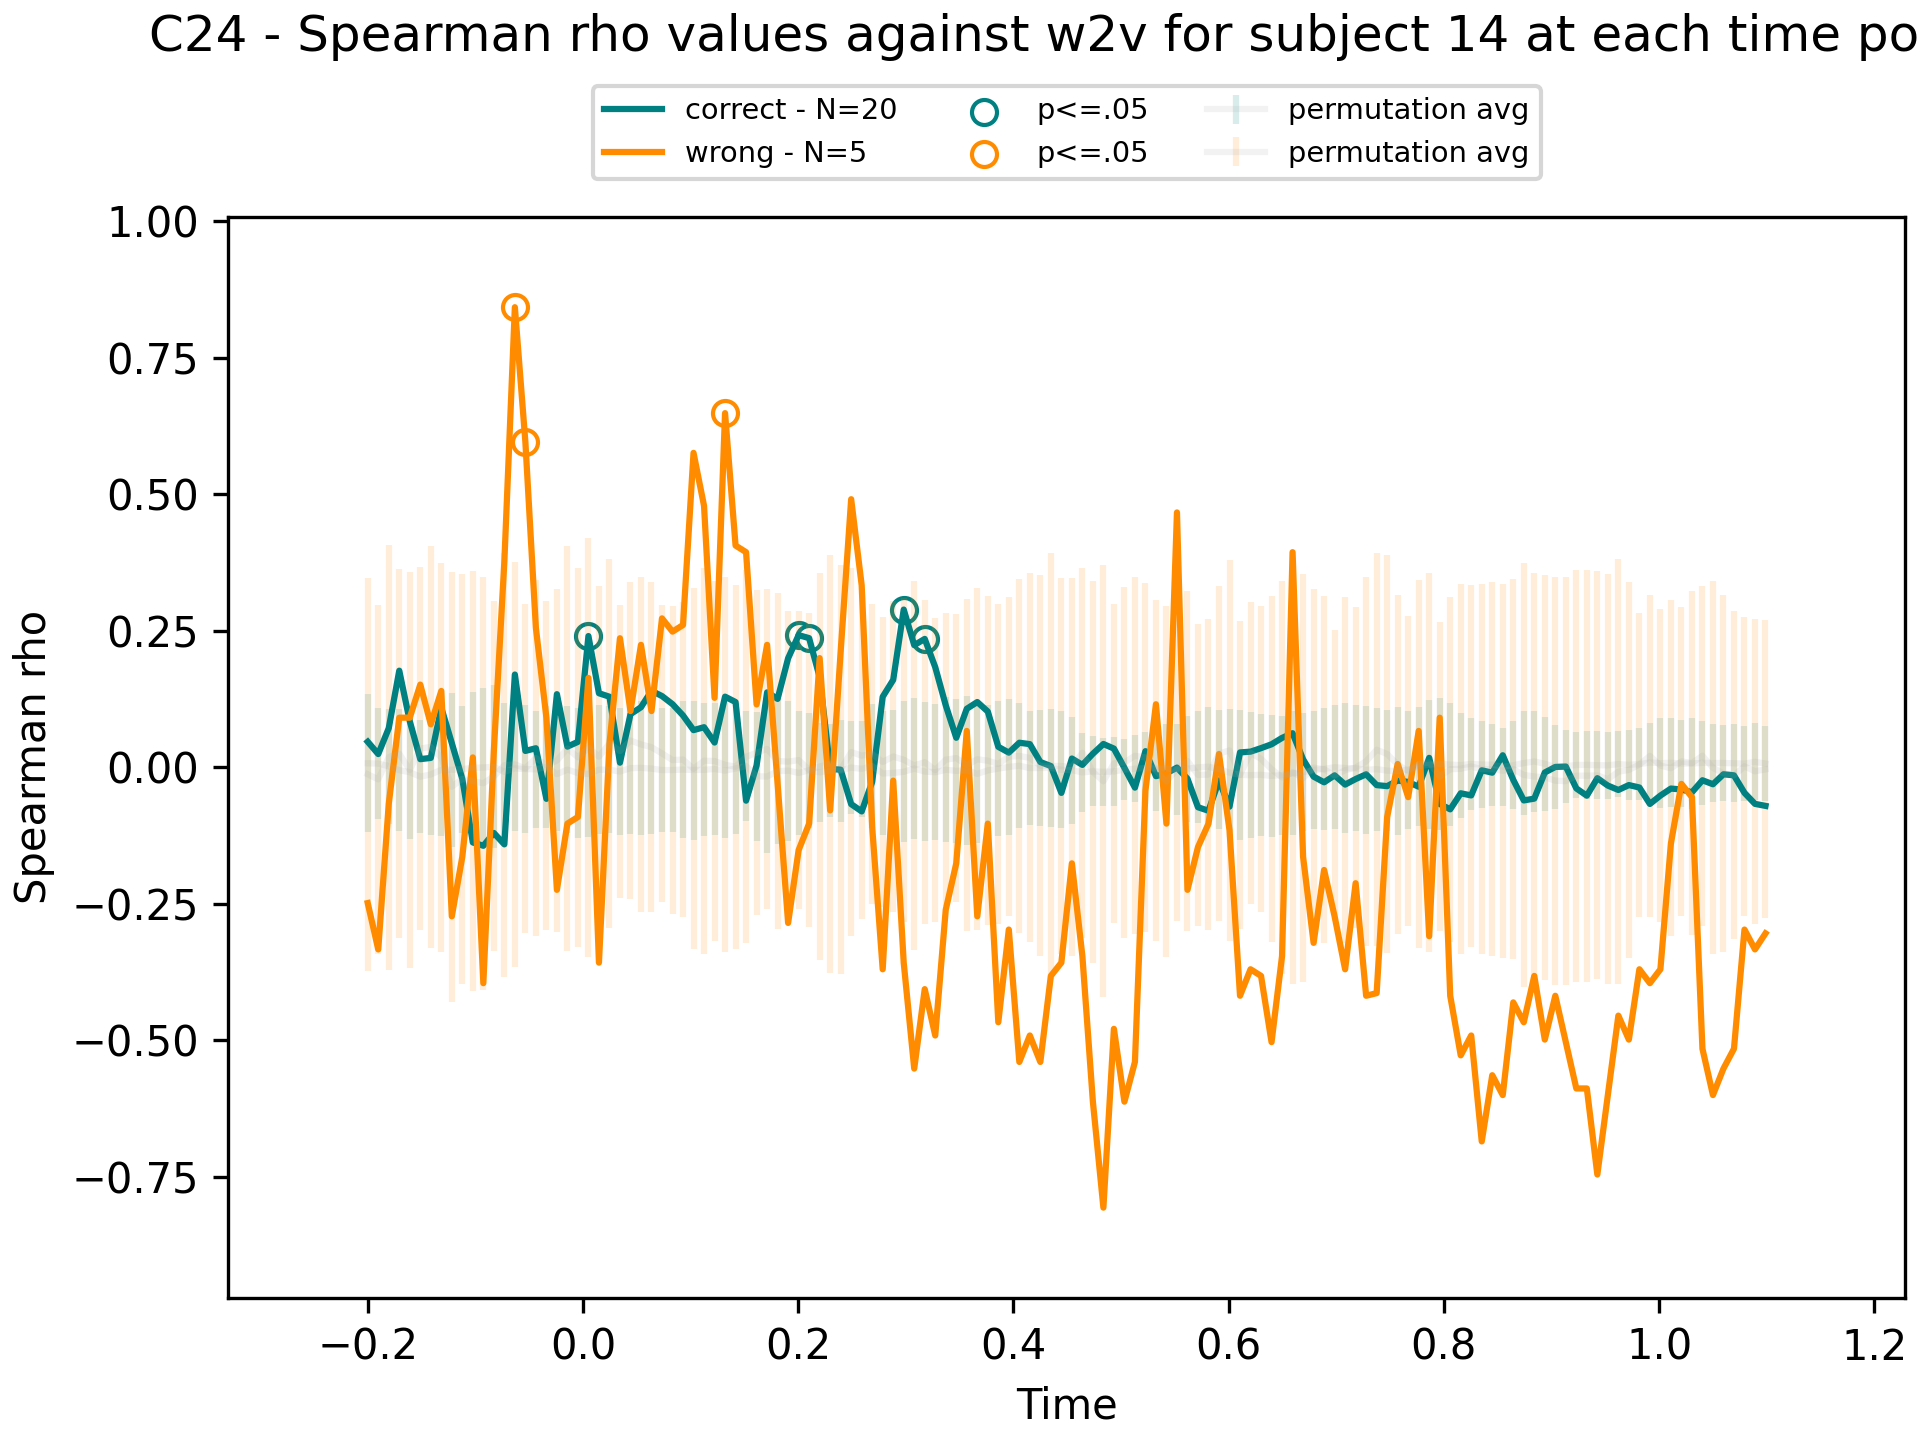 C24 - Spearman rho values against w2v for subject 14 at each time po
correct - N=20 p<=.05 permutation avg
wrong - N=5 p<=.05 permutation avg
1.00
0.75
0.50
0.25
0.00
−0.25
−0.50
−0.75
Spearman rho
−0.2 0.0 0.2 0.4 0.6 0.8 1.0 1.2
Time